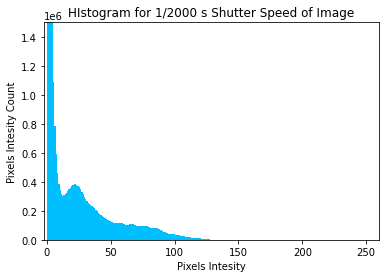 HIstogram for 1/2000 s Shutter Speed of Image
1e6
1.4
1.2
1.0
0.8
0.6
0.4
0.2
0.0
Pixels Intesity Count
0 50 100 150 200 250
Pixels Intesity